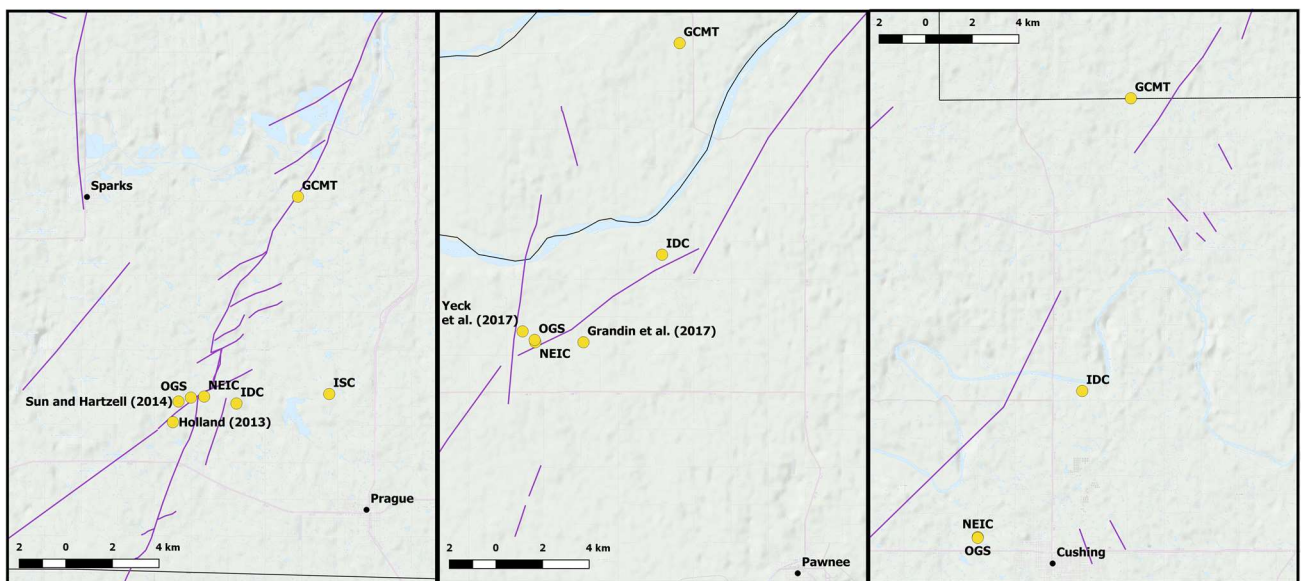 Sparks
GCMT
OGS
NEIC
IDC
ISC
Sun and Hartzell (2014)
Holland (2013)
Prague
2 0 2 4 km
GCMT
IDC
Yeck
et al. (2017)
OGS
NEIC
Grandin et al. (2017)
2 0 2 4 km
Pawnee
2 0 2 4 km
GCMT
IDC
NEIC
OGS
Cushing